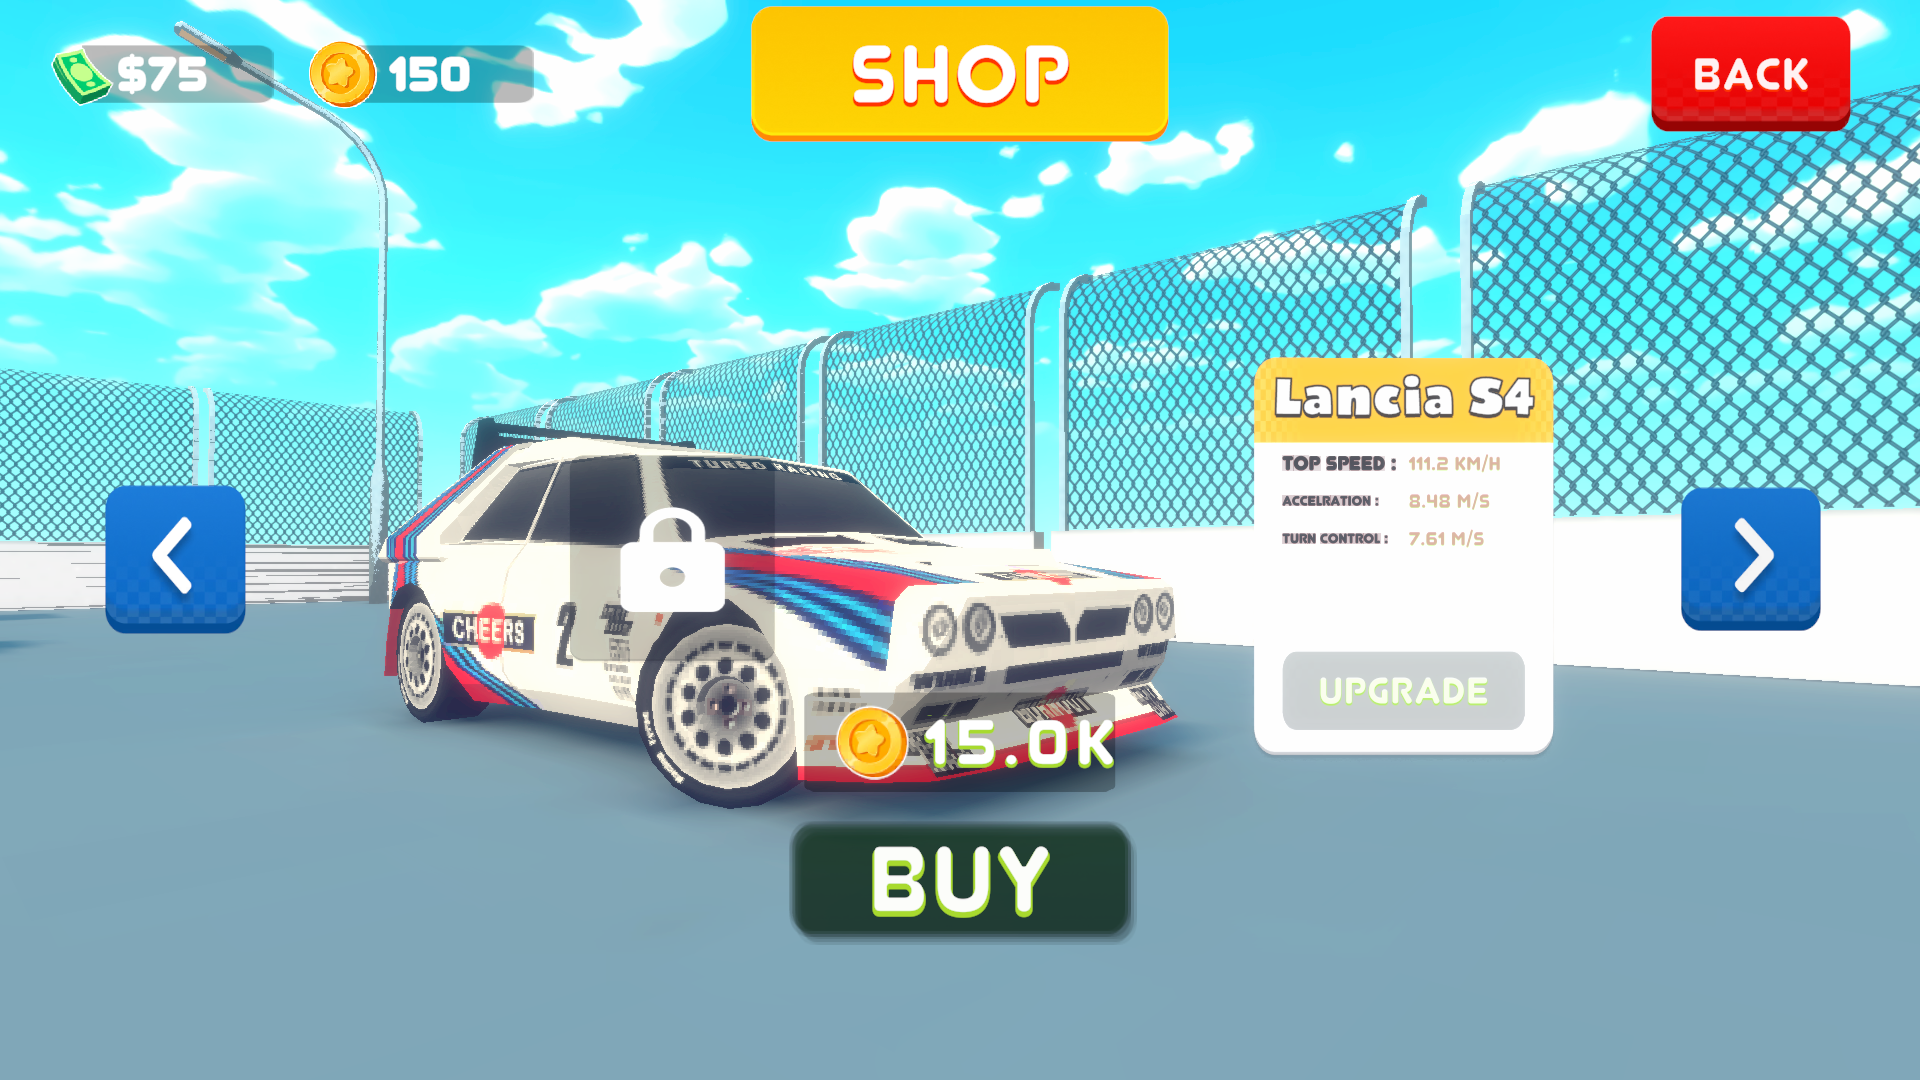 $75
150
SHOP
BACK
Lancia S4
TOP SPEED : 111.2 KM/H
ACCELRATION : 8.48 M/S
TURN CONTROL : 7.61 M/S
UPGRADE
TURBO RACING
CHEERS
2
15.0K
BUY